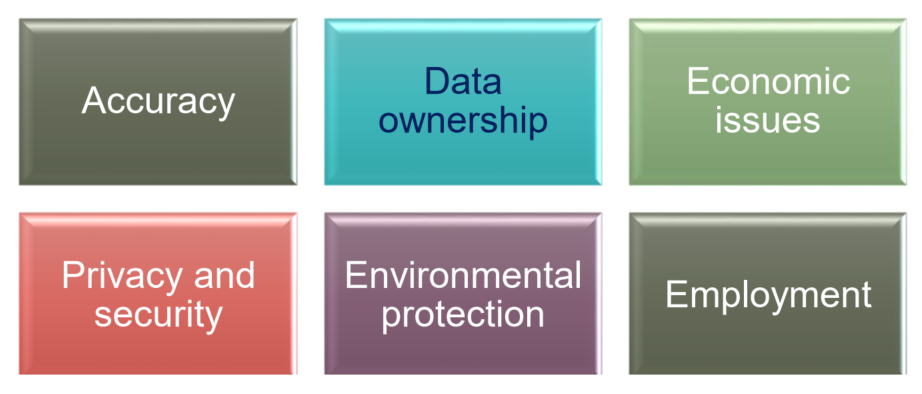 Accuracy
Data
ownership
Economic
issues
Privacy and
security
Environmental
protection
Employment